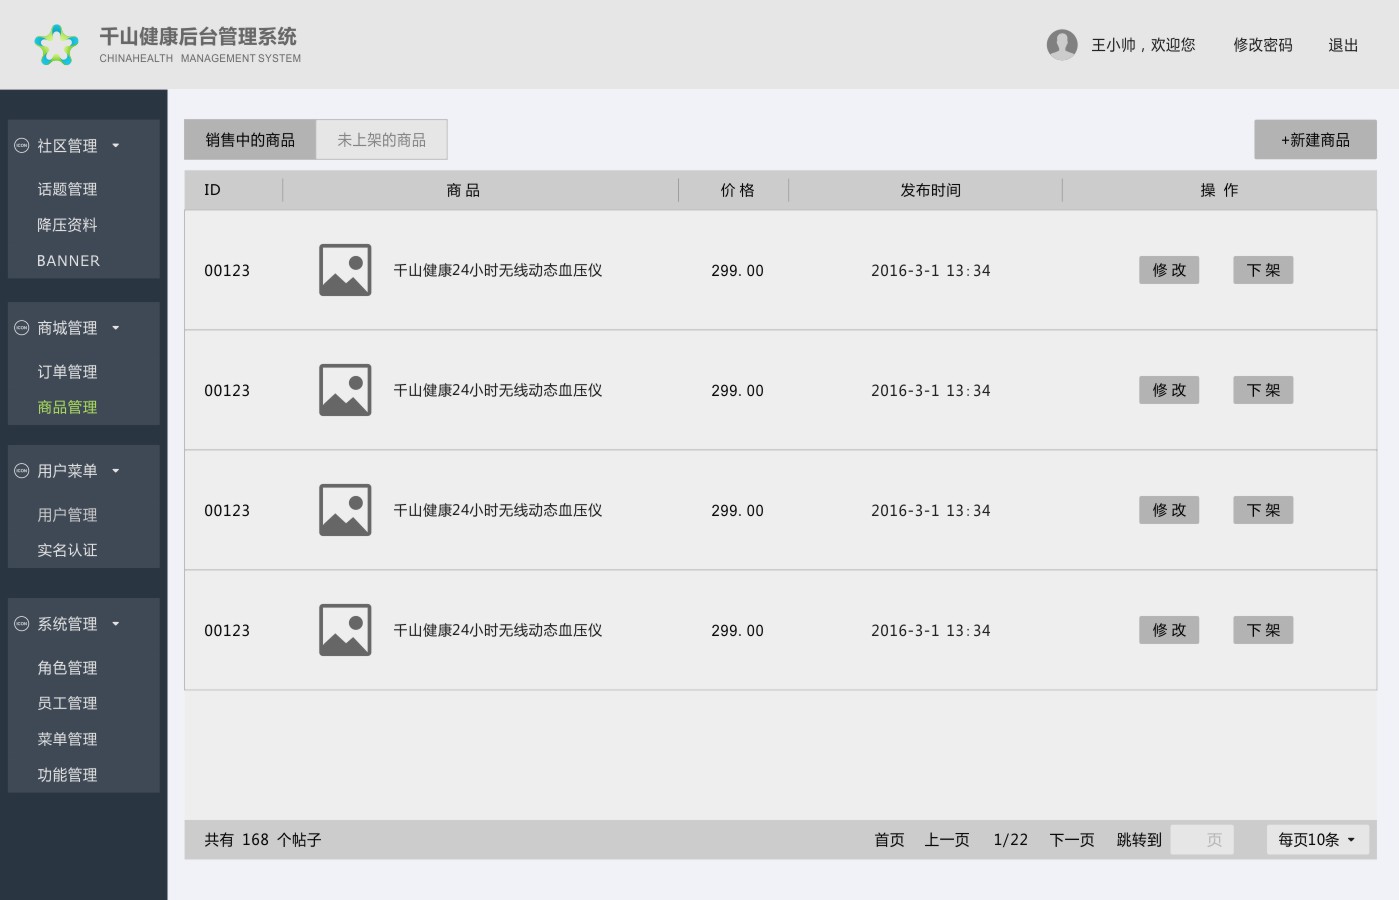 千山健康后台管理系统
CHINAHEALTH MANAGEMENT SYSTEM
王小帅，欢迎您 修改密码 退出
社区管理
话题管理
降压资料
BANNER
商城管理
订单管理
商品管理
用户菜单
用户管理
实名认证
系统管理
角色管理
员工管理
菜单管理
功能管理
销售中的商品 未上架的商品 +新建商品
ID 商 品 价 格 发布时间 操 作
00123 千山健康24小时无线动态血压仪 299. 00 2016-3-1 13:34 修 改 下 架
00123 千山健康24小时无线动态血压仪 299. 00 2016-3-1 13:34 修 改 下 架
00123 千山健康24小时无线动态血压仪 299. 00 2016-3-1 13:34 修 改 下 架
00123 千山健康24小时无线动态血压仪 299. 00 2016-3-1 13:34 修 改 下 架
共有 168 个帖子 首页 上一页 1/22 下一页 跳转到 页 每页10条